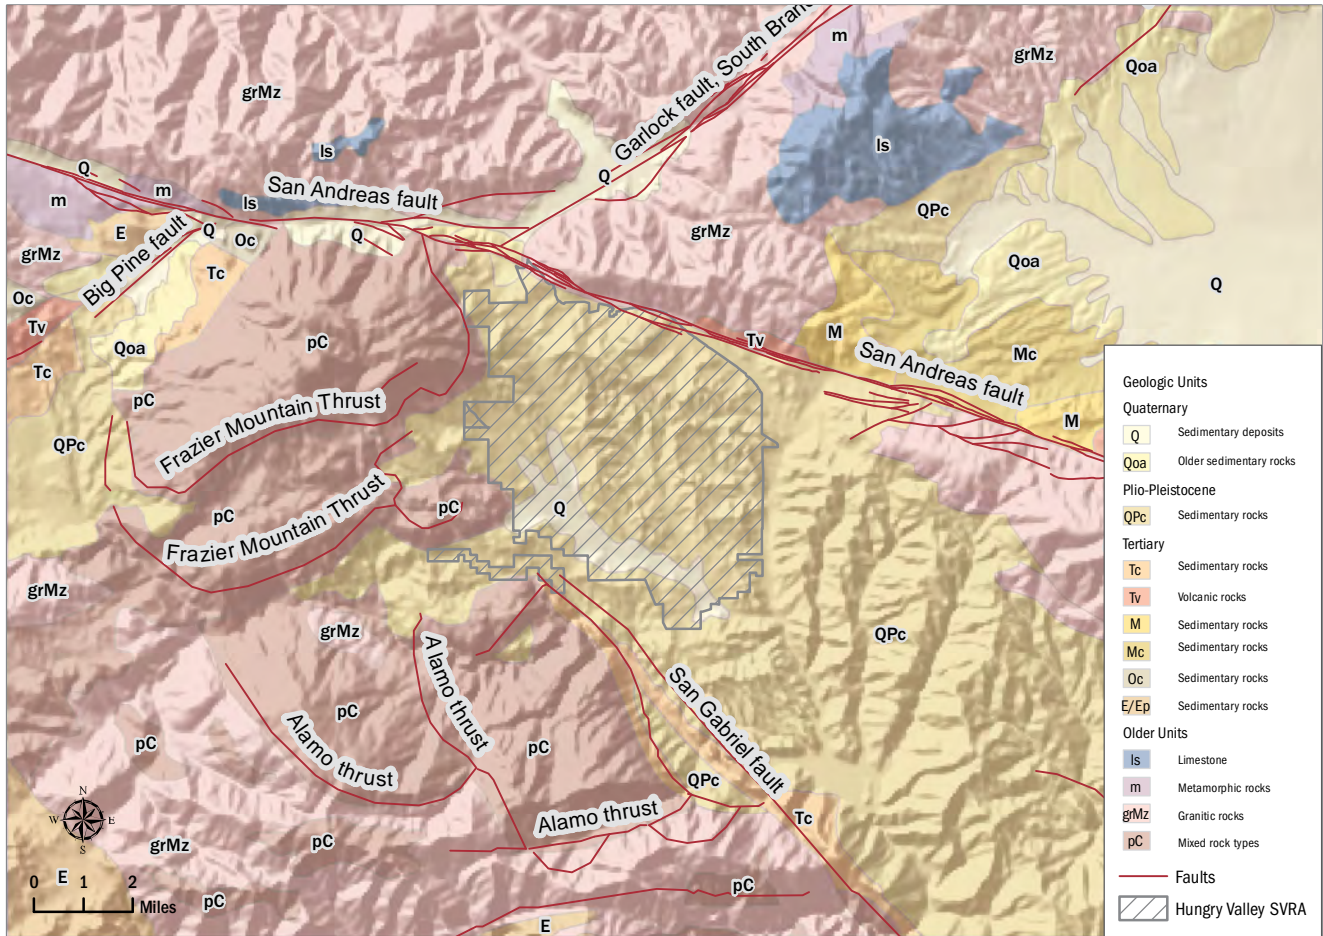 Garlock fault, South Branc
m
grMz
Qoa
grMz
ls
ls
Q
m
m
ls
San Andreas fault
Q
QPc
E
Big Pine fault
Q
Oc
Q
grMz
grMz
Tc
Qoa
Q
Oc
Tv
Tc
Qoa
pC
pC
Tv
M
Mc
San Andreas fault
M
Frazier Mountain Thrust
QPc
pC
Frazier Mountain Thrust
pC
Q
grMz
grMz
QPc
Alamo thrust
pC
Alamo thrust
pC
San Gabriel fault
pC
QPc
Alamo thrust
Tc
grMz
pC
pC
pC
E
E
N
W E
S
0 1 2
Miles
Geologic Units
Quaternary
Q Sedimentary deposits
Qoa Older sedimentary rocks
Plio-Pleistocene
QPc Sedimentary rocks
Tertiary
Tc Sedimentary rocks
Tv Volcanic rocks
M Sedimentary rocks
Mc Sedimentary rocks
Oc Sedimentary rocks
E/Ep Sedimentary rocks
Older Units
ls Limestone
m Metamorphic rocks
grMz Granitic rocks
pC Mixed rock types
Faults
Hungry Valley SVRA